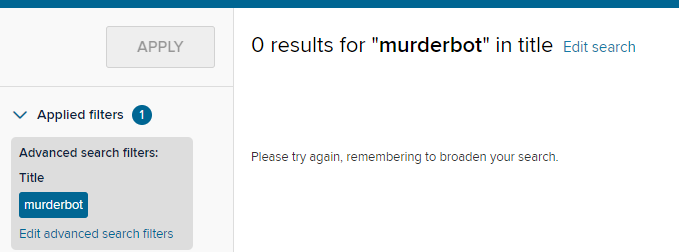 APPLY
Applied filters 1
Advanced search filters:
Title
murderbot
Edit advanced search filters
0 results for "murderbot" in title Edit search
Please try again, remembering to broaden your search.